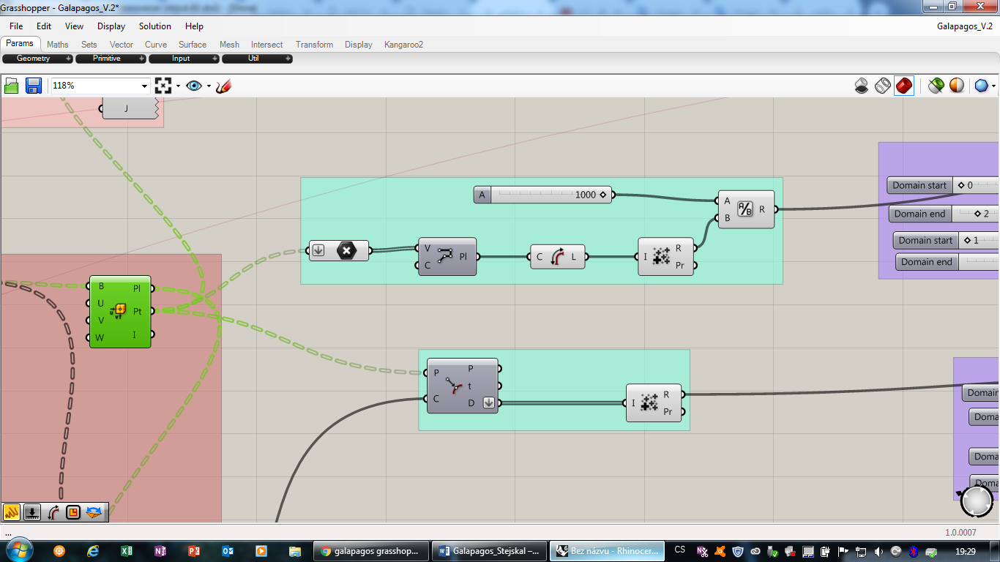 Grasshopper - Galapagos_V.2*
File Edit View Display Solution Help
Galapagos_V.2
Params Maths Sets Vector Curve Surface Mesh Intersect Transform Display Kangaroo2
Geometry Primitive Input Util
118%
J
A 1000
A
B
A/B
R
Domain start 0
Domain end 2
Domain start 1
Domain end
V
C
Pl
C L
I
R
Pr
B
U
V
W
Pl
Pt
I
P
C
P
t
D
I
R
Pr
Domain
Doma
Doma
Doma
...
1.0.0007
galapagos grasshop...
Galapagos_Stejskal –...
Bez názvu - Rhinocer...
CS
19:29